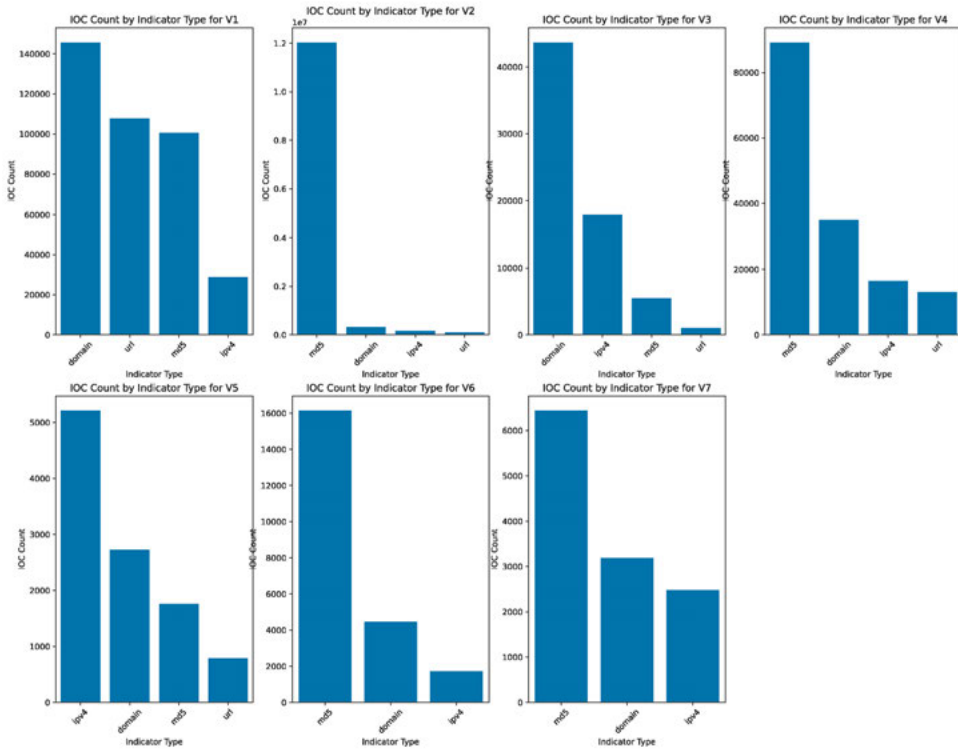 IOC Count by Indicator Type for V1
140000
120000
100000
80000
60000
40000
20000
0
IOC Count
domain
url
md5
ipv4
Indicator Type
IOC Count by Indicator Type for V2
1e7
1.2
1.0
0.8
0.6
0.4
0.2
0.0
IOC Count
md5
domain
ipv4
url
Indicator Type
IOC Count by Indicator Type for V3
40000
30000
20000
10000
0
IOC Count
domain
ipv4
md5
url
Indicator Type
IOC Count by Indicator Type for V4
80000
60000
40000
20000
0
IOC Count
md5
domain
ipv4
url
Indicator Type
IOC Count by Indicator Type for V5
5000
4000
3000
2000
1000
0
IOC Count
ipv4
domain
md5
url
Indicator Type
IOC Count by Indicator Type for V6
16000
14000
12000
10000
8000
6000
4000
2000
0
IOC Count
md5
domain
ipv4
Indicator Type
IOC Count by Indicator Type for V7
6000
5000
4000
3000
2000
1000
0
IOC Count
md5
domain
ipv4
Indicator Type